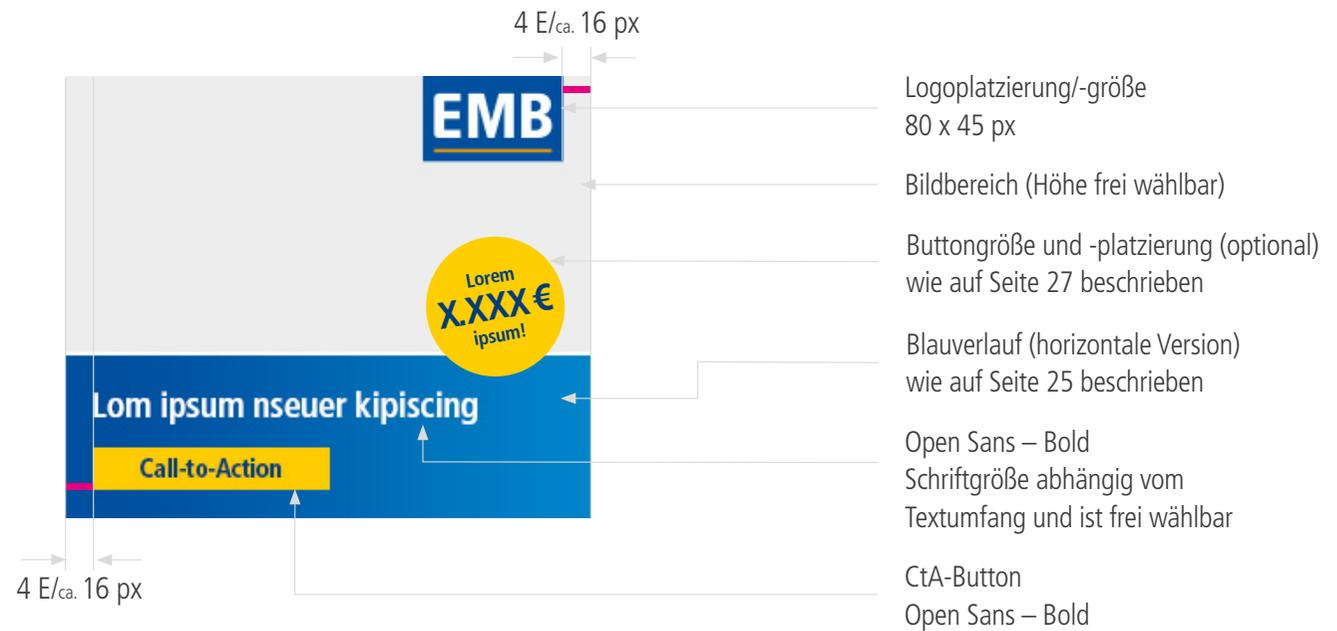 4 E/ca. 16 px
EMB
Lorem
X.XXX €
ipsum!
Lom ipsum nseuer kipiscing
Call-to-Action
4 E/ca. 16 px
Logoplatzierung/-größe
80 x 45 px
Bildbereich (Höhe frei wählbar)
Buttongröße und -platzierung (optional)
wie auf Seite 27 beschrieben
Blauverlauf (horizontale Version)
wie auf Seite 25 beschrieben
Open Sans – Bold
Schriftgröße abhängig vom
Textumfang und ist frei wählbar
CtA-Button
Open Sans – Bold